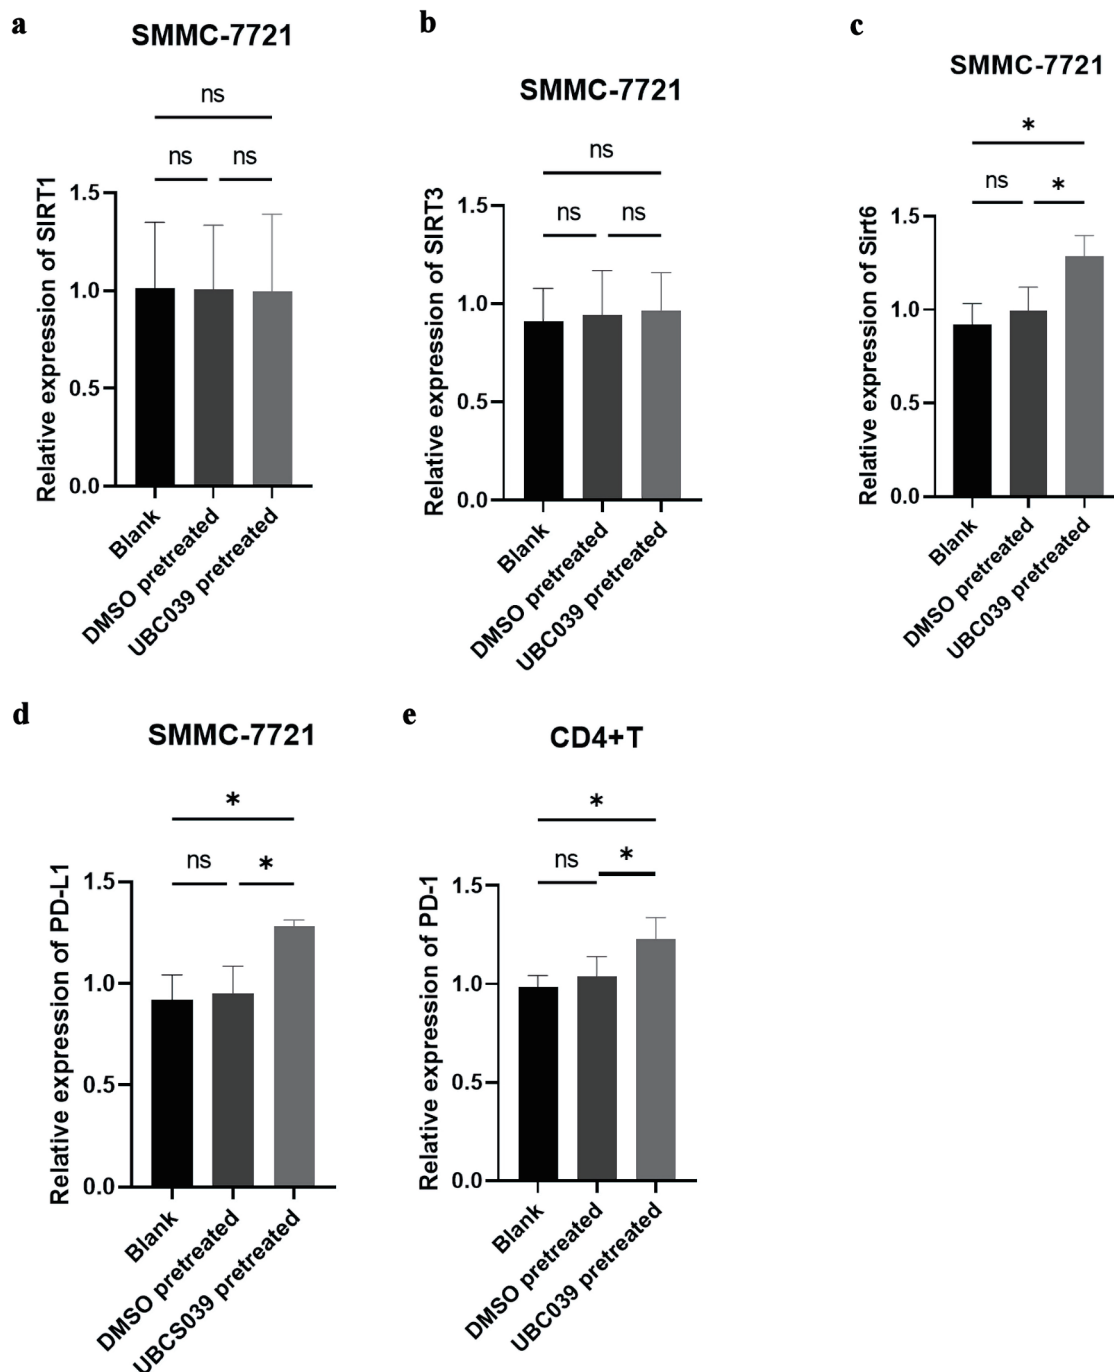 a
SMMC-7721
ns
ns ns
Relative expression of SIRT1
1.5
1.0
0.5
0.0
Blank
DMSO pretreated
UBC039 pretreated
b
SMMC-7721
ns
ns ns
Relative expression of SIRT3
1.5
1.0
0.5
0.0
Blank
DMSO pretreated
UBC039 pretreated
c
SMMC-7721
*
ns *
Relative expression of Sirt6
1.5
1.0
0.5
0.0
Blank
DMSO pretreated
UBC039 pretreated
d
SMMC-7721
*
ns *
Relative expression of PD-L1
1.5
1.0
0.5
0.0
Blank
DMSO pretreated
UBCS039 pretreated
e
CD4+T
*
ns *
Relative expression of PD-1
1.5
1.0
0.5
0.0
Blank
DMSO pretreated
UBC039 pretreated